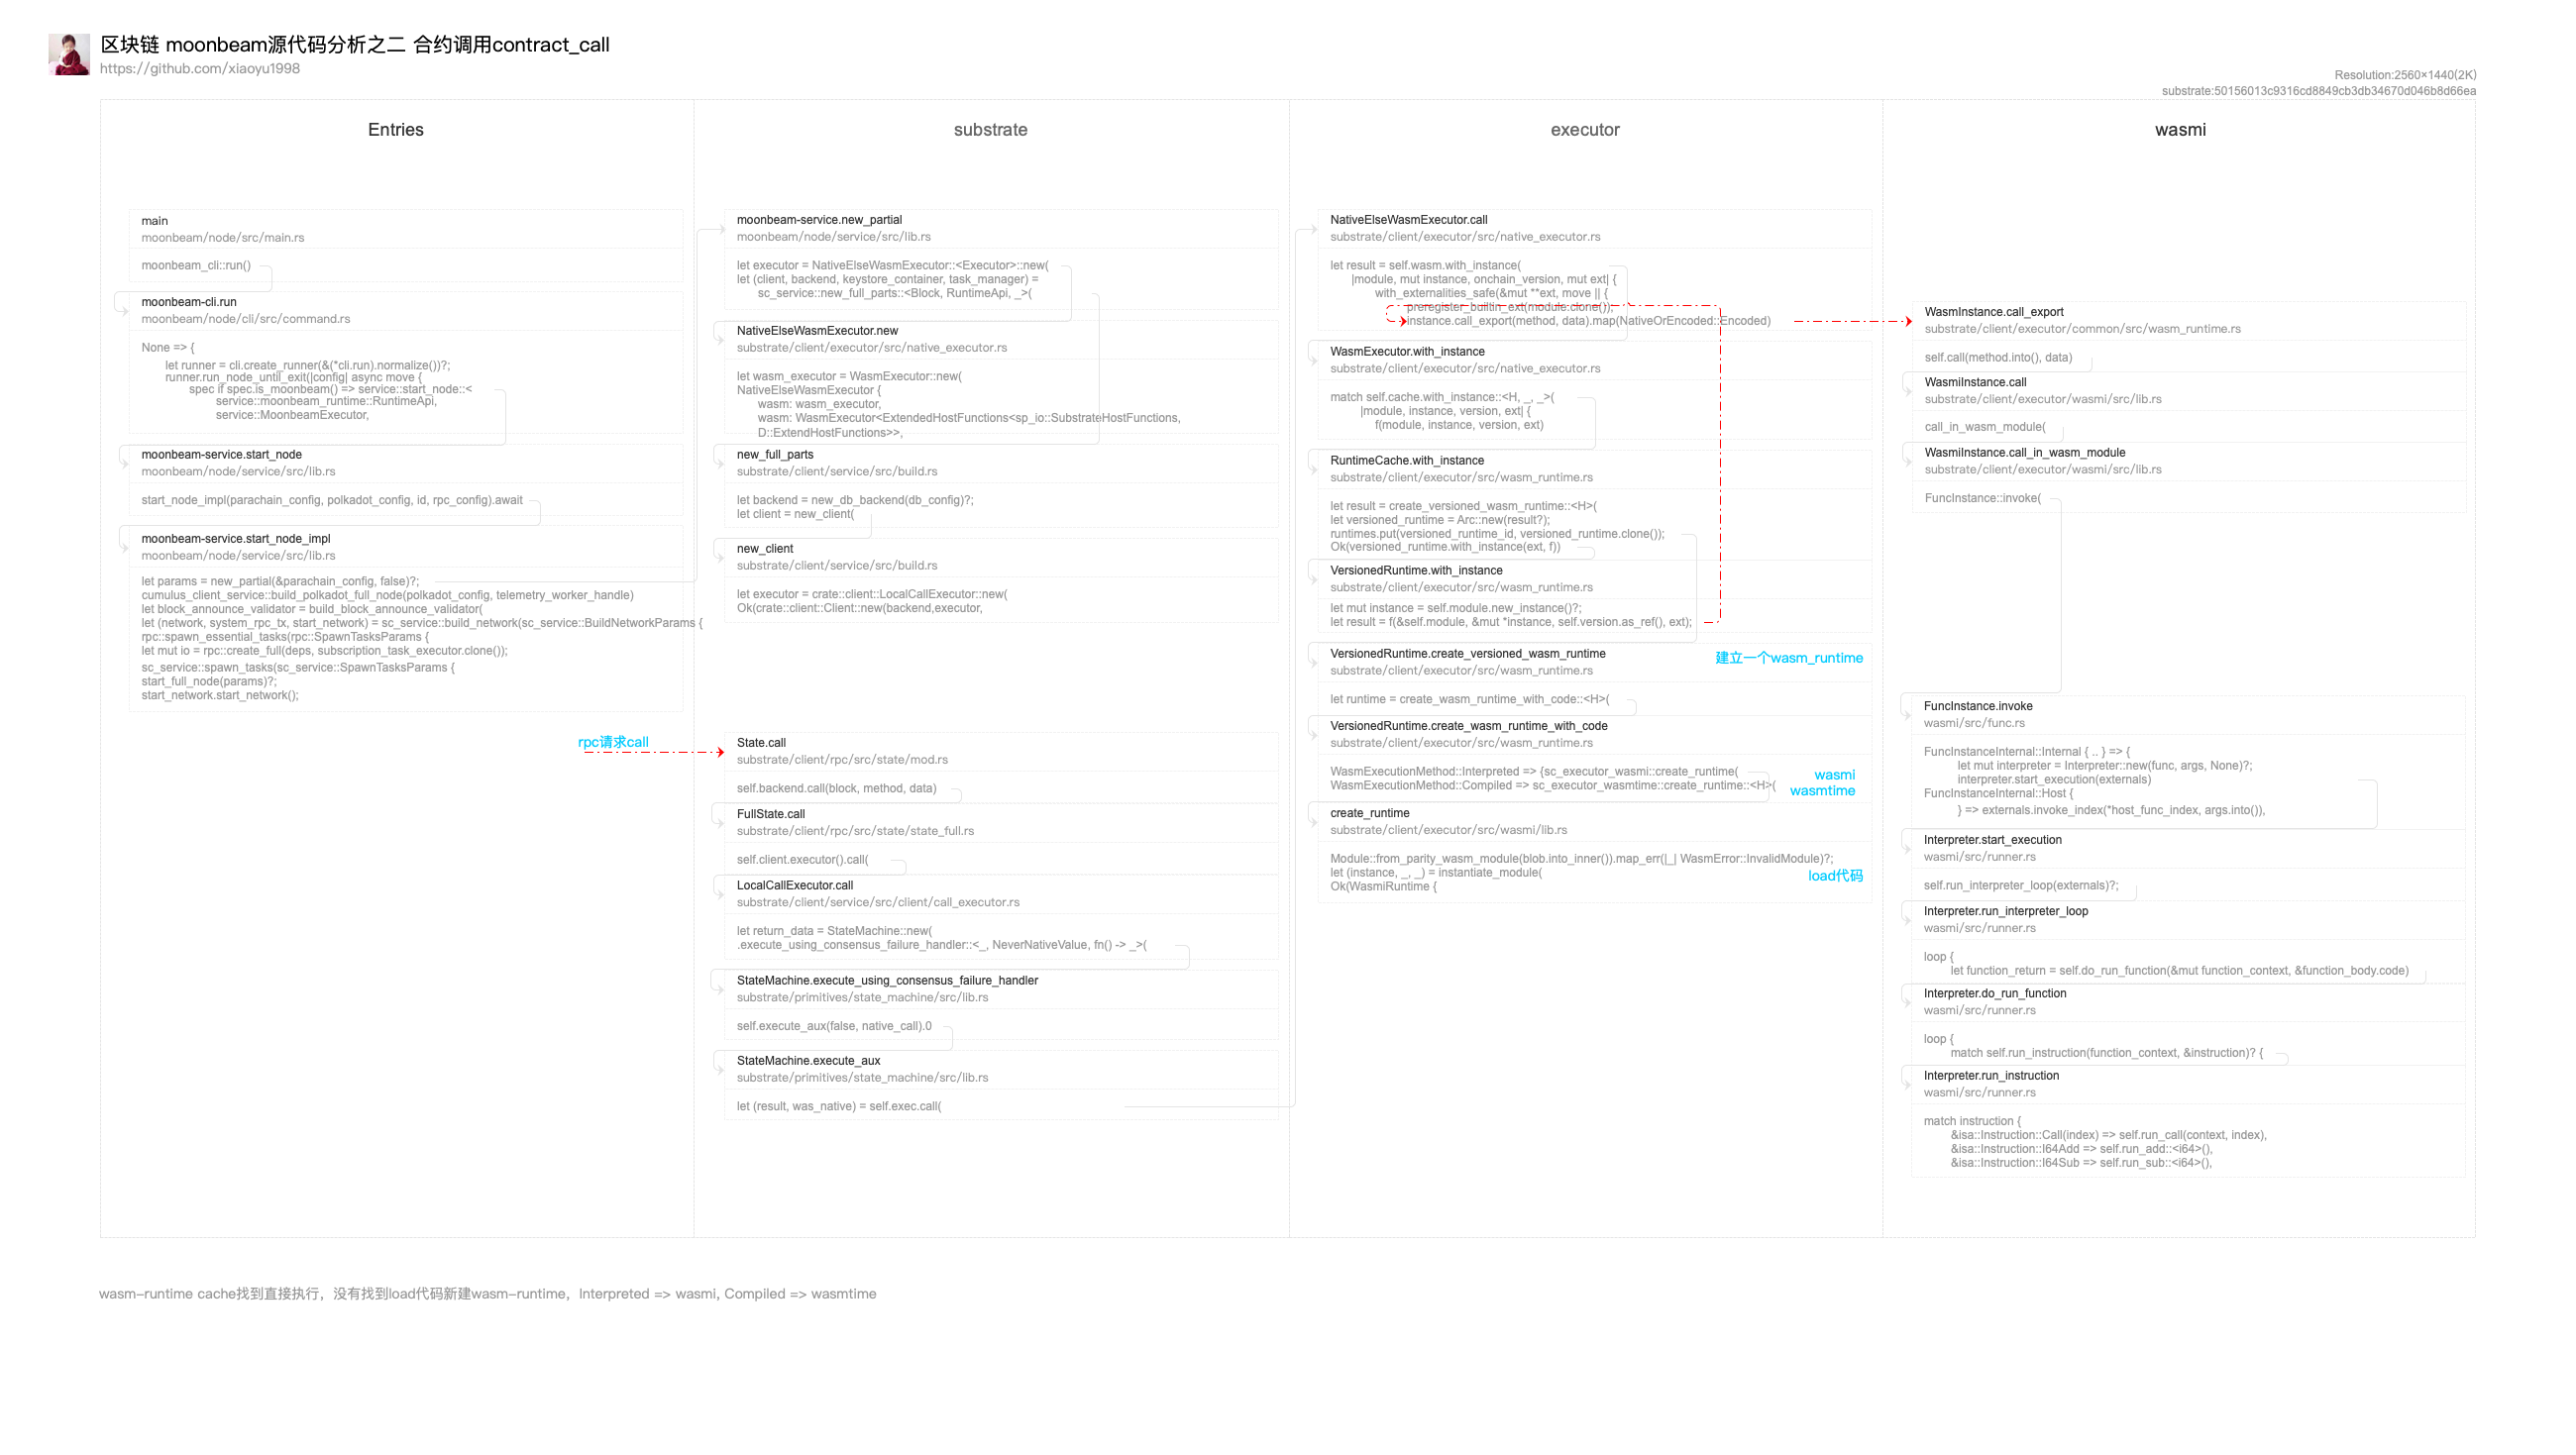 区块链 moonbeam源代码分析之二 合约调用contract_call
https://github.com/xiaoyu1998
Resolution:2560×1440(2K)
substrate:50156013c9316cd8849cb3db34670d046b8d66ea
Entries
main
moonbeam/node/src/main.rs
moonbeam_cli::run()
moonbeam-cli.run
moonbeam/node/cli/src/command.rs
None => {
let runner = cli.create_runner(&(*cli.run).normalize())?;
runner.run_node_until_exit(|config| async move {
spec if spec.is_moonbeam() => service::start_node::<
service::moonbeam_runtime::RuntimeApi,
service::MoonbeamExecutor,
moonbeam-service.start_node
moonbeam/node/service/src/lib.rs
start_node_impl(parachain_config, polkadot_config, id, rpc_config).await
moonbeam-service.start_node_impl
moonbeam/node/service/src/lib.rs
let params = new_partial(&parachain_config, false)?;
cumulus_client_service::build_polkadot_full_node(polkadot_config, telemetry_worker_handle)
let block_announce_validator = build_block_announce_validator(
let (network, system_rpc_tx, start_network) = sc_service::build_network(sc_service::BuildNetworkParams {
rpc::spawn_essential_tasks(rpc::SpawnTasksParams {
let mut io = rpc::create_full(deps, subscription_task_executor.clone());
sc_service::spawn_tasks(sc_service::SpawnTasksParams {
start_full_node(params)?;
start_network.start_network();
rpc请求call
substrate
moonbeam-service.new_partial
moonbeam/node/service/src/lib.rs
let executor = NativeElseWasmExecutor::<Executor>::new(
let (client, backend, keystore_container, task_manager) =
sc_service::new_full_parts::<Block, RuntimeApi, _>(
NativeElseWasmExecutor.new
substrate/client/executor/src/native_executor.rs
let wasm_executor = WasmExecutor::new(
NativeElseWasmExecutor {
wasm: wasm_executor,
wasm: WasmExecutor<ExtendedHostFunctions<sp_io::SubstrateHostFunctions,
D::ExtendHostFunctions>>,
new_full_parts
substrate/client/service/src/build.rs
let backend = new_db_backend(db_config)?;
let client = new_client(
new_client
substrate/client/service/src/build.rs
let executor = crate::client::LocalCallExecutor::new(
Ok(crate::client::Client::new(backend,executor,
State.call
substrate/client/rpc/src/state/mod.rs
self.backend.call(block, method, data)
FullState.call
substrate/client/rpc/src/state/state_full.rs
self.client.executor().call(
LocalCallExecutor.call
substrate/client/service/src/client/call_executor.rs
let return_data = StateMachine::new(
.execute_using_consensus_failure_handler::<_, NeverNativeValue, fn() -> _>(
StateMachine.execute_using_consensus_failure_handler
substrate/primitives/state_machine/src/lib.rs
self.execute_aux(false, native_call).0
StateMachine.execute_aux
substrate/primitives/state_machine/src/lib.rs
let (result, was_native) = self.exec.call(
executor
NativeElseWasmExecutor.call
substrate/client/executor/src/native_executor.rs
let result = self.wasm.with_instance(
|module, mut instance, onchain_version, mut ext| {
with_externalities_safe(&mut **ext, move || {
preregister_builtin_ext(module.clone());
instance.call_export(method, data).map(NativeOrEncoded::Encoded)
WasmExecutor.with_instance
substrate/client/executor/src/native_executor.rs
match self.cache.with_instance::<H, _, _>(
|module, instance, version, ext| {
f(module, instance, version, ext)
RuntimeCache.with_instance
substrate/client/executor/src/wasm_runtime.rs
let result = create_versioned_wasm_runtime::<H>(
let versioned_runtime = Arc::new(result?);
runtimes.put(versioned_runtime_id, versioned_runtime.clone());
Ok(versioned_runtime.with_instance(ext, f))
VersionedRuntime.with_instance
substrate/client/executor/src/wasm_runtime.rs
let mut instance = self.module.new_instance()?;
let result = f(&self.module, &mut *instance, self.version.as_ref(), ext);
VersionedRuntime.create_versioned_wasm_runtime
建立一个wasm_runtime
substrate/client/executor/src/wasm_runtime.rs
let runtime = create_wasm_runtime_with_code::<H>(
VersionedRuntime.create_wasm_runtime_with_code
substrate/client/executor/src/wasm_runtime.rs
WasmExecutionMethod::Interpreted => {sc_executor_wasmi::create_runtime(
wasmi
WasmExecutionMethod::Compiled => sc_executor_wasmtime::create_runtime::<H>(
wasmtime
create_runtime
substrate/client/executor/src/wasmi/lib.rs
Module::from_parity_wasm_module(blob.into_inner()).map_err(|_| WasmError::InvalidModule)?;
let (instance, _, _) = instantiate_module(
load代码
Ok(WasmiRuntime {
wasmi
WasmInstance.call_export
substrate/client/executor/common/src/wasm_runtime.rs
self.call(method.into(), data)
WasmiInstance.call
substrate/client/executor/wasmi/src/lib.rs
call_in_wasm_module(
WasmiInstance.call_in_wasm_module
substrate/client/executor/wasmi/src/lib.rs
FuncInstance::invoke(
FuncInstance.invoke
wasmi/src/func.rs
FuncInstanceInternal::Internal { .. } => {
let mut interpreter = Interpreter::new(func, args, None)?;
interpreter.start_execution(externals)
FuncInstanceInternal::Host {
} => externals.invoke_index(*host_func_index, args.into()),
Interpreter.start_execution
wasmi/src/runner.rs
self.run_interpreter_loop(externals)?;
Interpreter.run_interpreter_loop
wasmi/src/runner.rs
loop {
let function_return = self.do_run_function(&mut function_context, &function_body.code)
Interpreter.do_run_function
wasmi/src/runner.rs
loop {
match self.run_instruction(function_context, &instruction)? {
Interpreter.run_instruction
wasmi/src/runner.rs
match instruction {
&isa::Instruction::Call(index) => self.run_call(context, index),
&isa::Instruction::I64Add => self.run_add::<i64>(),
&isa::Instruction::I64Sub => self.run_sub::<i64>(),
wasm-runtime cache找到直接执行，没有找到load代码新建wasm-runtime，Interpreted => wasmi, Compiled => wasmtime